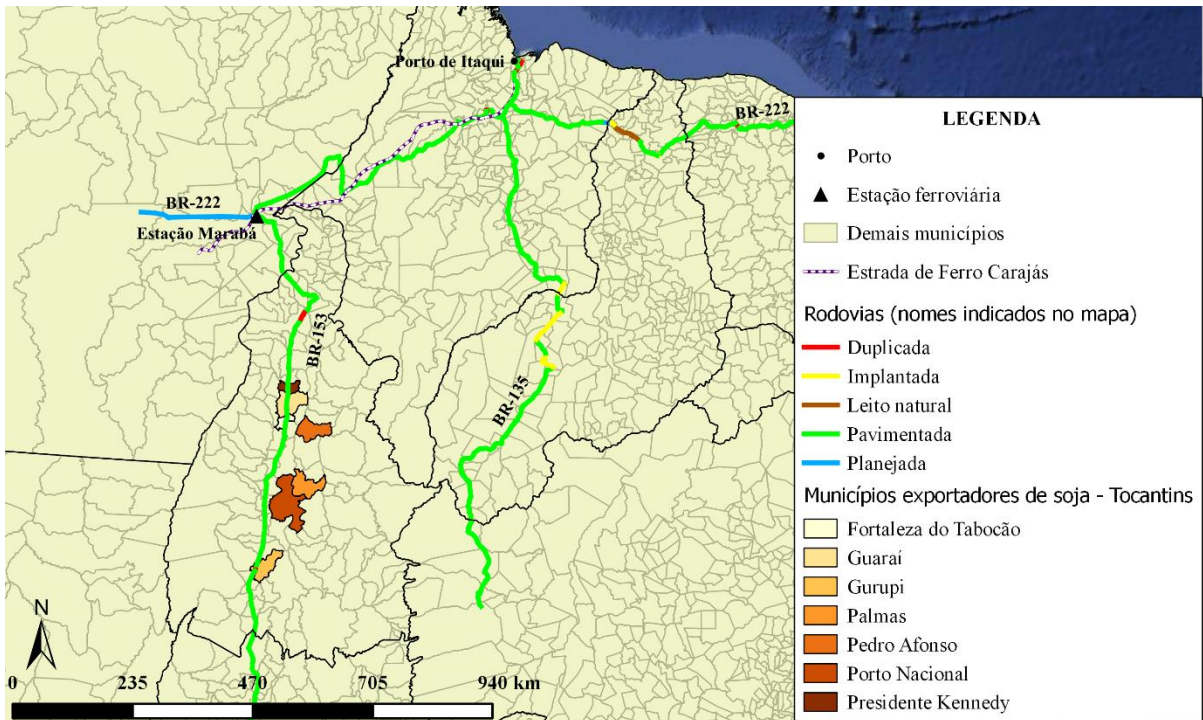 Porto de Itaqui
BR-222
BR-222
Estação Marabá
BR-153
BR-135
N
0 235 470 705 940 km
LEGENDA
Porto
Estação ferroviária
Demais municípios
Estrada de Ferro Carajás
Rodovias (nomes indicados no mapa)
Duplicada
Implantada
Leito natural
Pavimentada
Planejada
Municípios exportadores de soja - Tocantins
Fortaleza do Tabocão
Guaraí
Gurupi
Palmas
Pedro Afonso
Porto Nacional
Presidente Kennedy